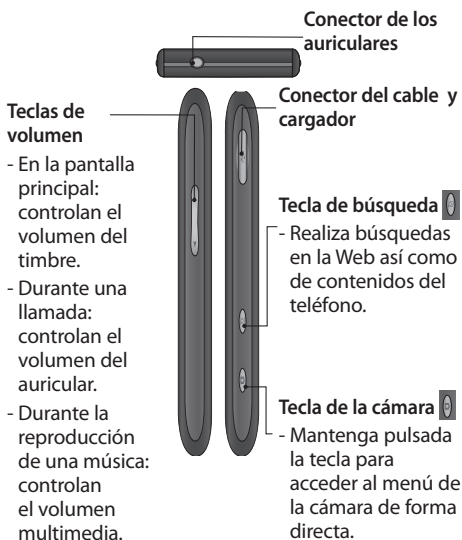 Conector de los
auriculares
Teclas de
volumen
- En la pantalla
principal:
controlan el
volumen del
timbre.
- Durante una
llamada:
controlan el
volumen del
auricular.
- Durante la
reproducción
de una música:
controlan
el volumen
multimedia.
Conector del cable y
cargador
Tecla de búsqueda
- Realiza búsquedas
en la Web así como
de contenidos del
teléfono.
Tecla de la cámara
- Mantenga pulsada
la tecla para
acceder al menú de
la cámara de forma
directa.